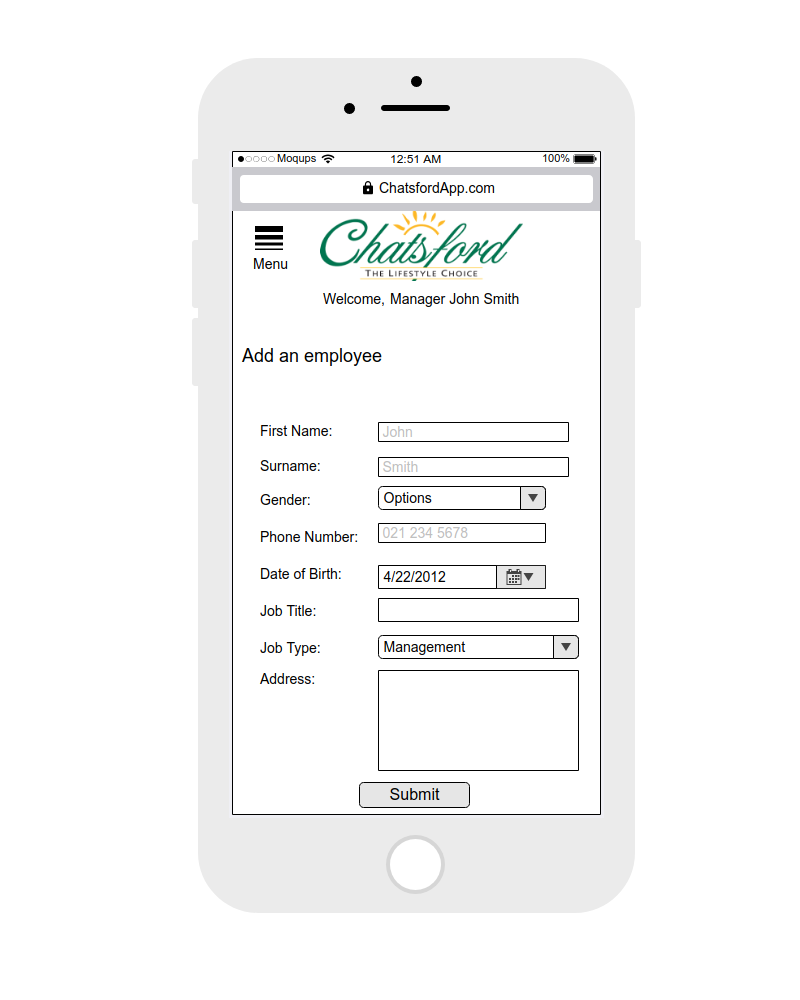 Moqups 12:51 AM 100%
ChatsfordApp.com
Menu
Chatsford
THE LIFESTYLE CHOICE
Welcome, Manager John Smith
Add an employee
First Name: John
Surname: Smith
Gender: Options
Phone Number: 021 234 5678
Date of Birth: 4/22/2012
Job Title:
Job Type: Management
Address:
Submit